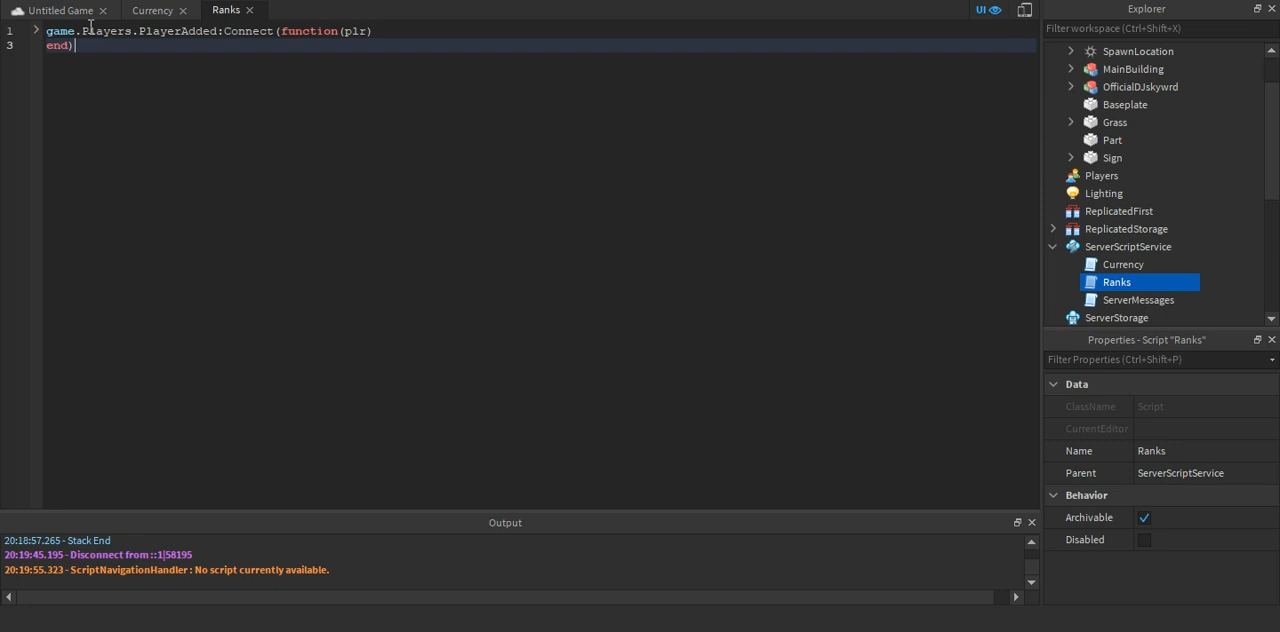 Untitled Game
Currency
Ranks
UI
1 game.Players.PlayerAdded:Connect(function(plr)
3 end)
Explorer
Filter workspace (Ctrl+Shift+X)
SpawnLocation
MainBuilding
OfficialDJskywrd
Baseplate
Grass
Part
Sign
Players
Lighting
ReplicatedFirst
ReplicatedStorage
ServerScriptService
Currency
Ranks
ServerMessages
ServerStorage
Properties - Script "Ranks"
Filter Properties (Ctrl+Shift+P)
Data
ClassName Script
CurrentEditor
Name Ranks
Parent ServerScriptService
Behavior
Archivable
Disabled
Output
20:18:57.265 - Stack End
20:19:45.195 - Disconnect from ::1|58195
20:19:55.323 - ScriptNavigationHandler : No script currently available.